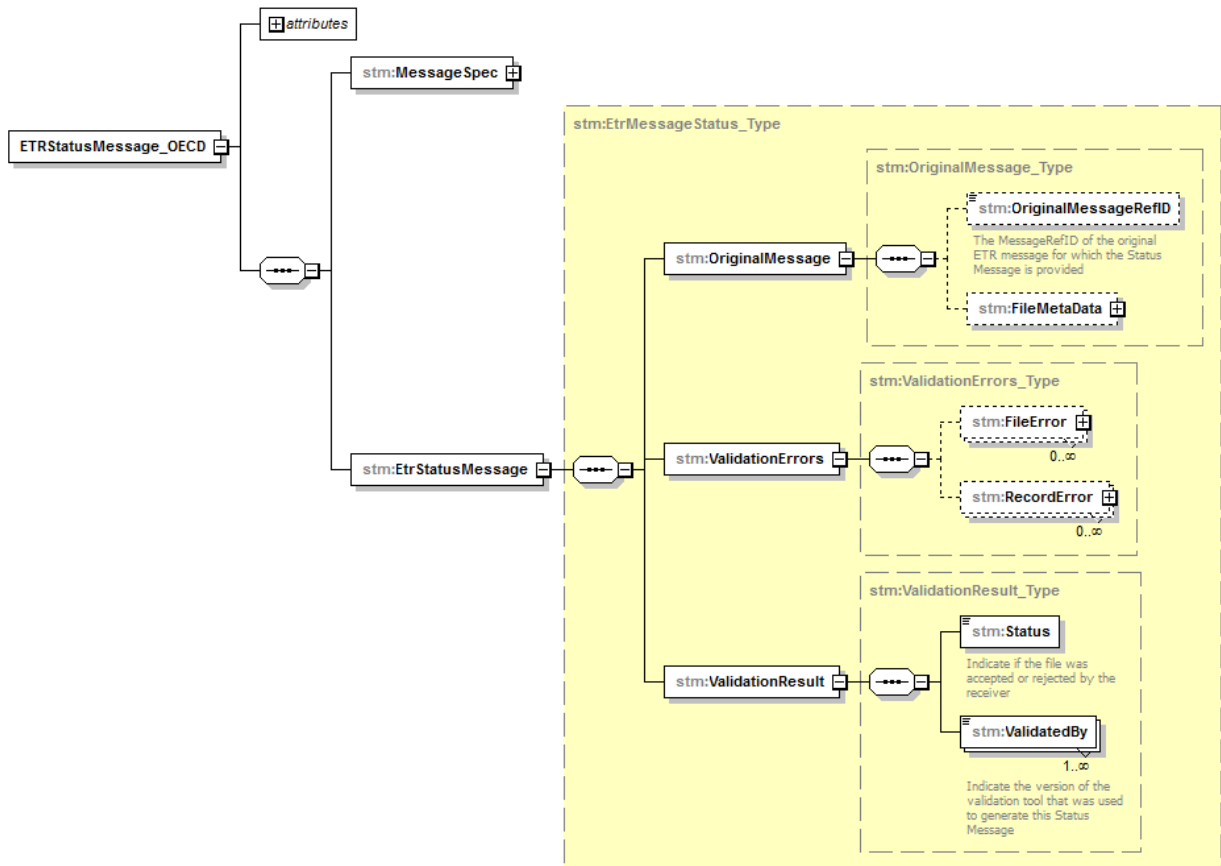 attributes
stm:MessageSpec
ETRStatusMessage_OECD
stm:EtrMessageStatus_Type
stm:OriginalMessage_Type
stm:OriginalMessageRefID
The MessageRefID of the original
ETR message for which the Status
Message is provided
stm:OriginalMessage
stm:FileMetaData
stm:ValidationErrors_Type
stm:FileError
0..∞
stm:EtrStatusMessage
stm:ValidationErrors
stm:RecordError
0..∞
stm:ValidationResult_Type
stm:Status
Indicate if the file was
accepted or rejected by the
receiver
stm:ValidationResult
stm:ValidatedBy
1..∞
Indicate the version of the
validation tool that was used
to generate this Status
Message